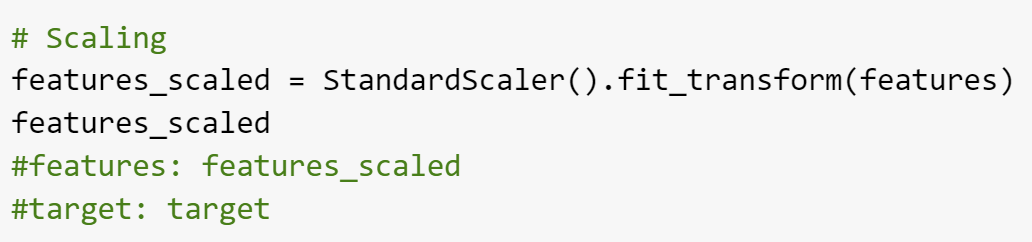 # Scaling
features_scaled = StandardScaler().fit_transform(features)
features_scaled
#features: features_scaled
#target: target